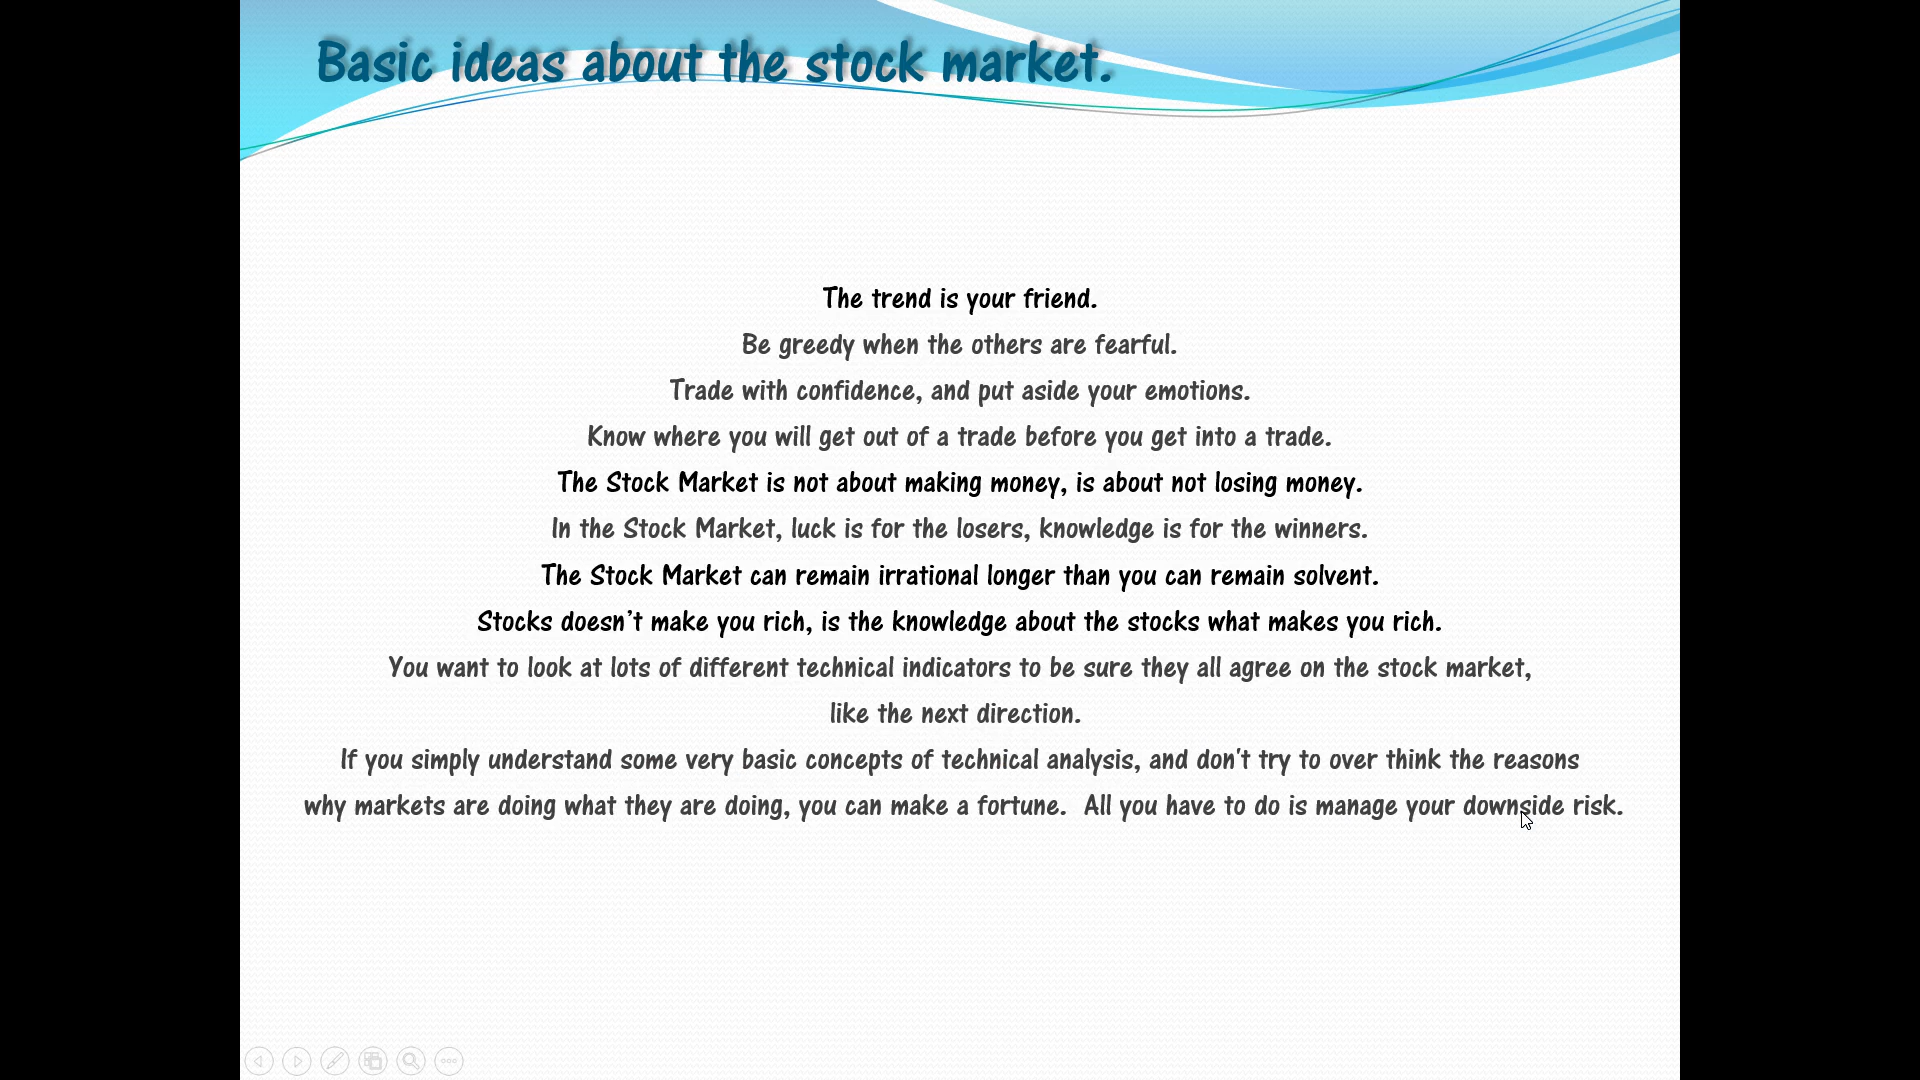 Basic ideas about the stock market.
The trend is your friend.
Be greedy when the others are fearful.
Trade with confidence, and put aside your emotions.
Know where you will get out of a trade before you get into a trade.
The Stock Market is not about making money, is about not losing money.
In the Stock Market, luck is for the losers, knowledge is for the winners.
The Stock Market can remain irrational longer than you can remain solvent.
Stocks doesn’t make you rich, is the knowledge about the stocks what makes you rich.
You want to look at lots of different technical indicators to be sure they all agree on the stock market,
like the next direction.
If you simply understand some very basic concepts of technical analysis, and don't try to over think the reasons
why markets are doing what they are doing, you can make a fortune.  All you have to do is manage your downside risk.